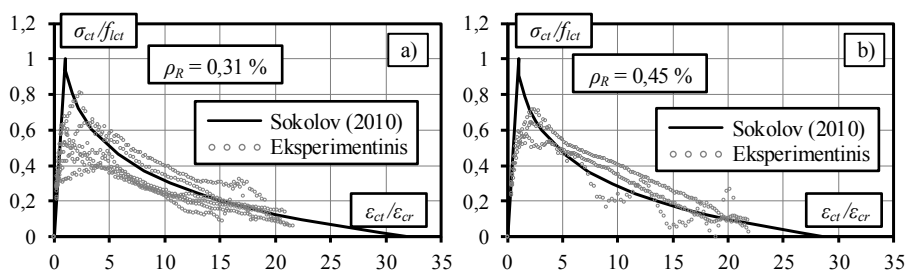 1,2
σct/flct
a)
1
ρR = 0,31 %
0,8
0,6
Sokolov (2010)
Eksperimentinis
0,4
0,2
εct/εcr
0
0 5 10 15 20 25 30 35
1,2
σct/flct
b)
1
ρR = 0,45 %
0,8
0,6
Sokolov (2010)
Eksperimentinis
0,4
0,2
εct/εcr
0
0 5 10 15 20 25 30 35